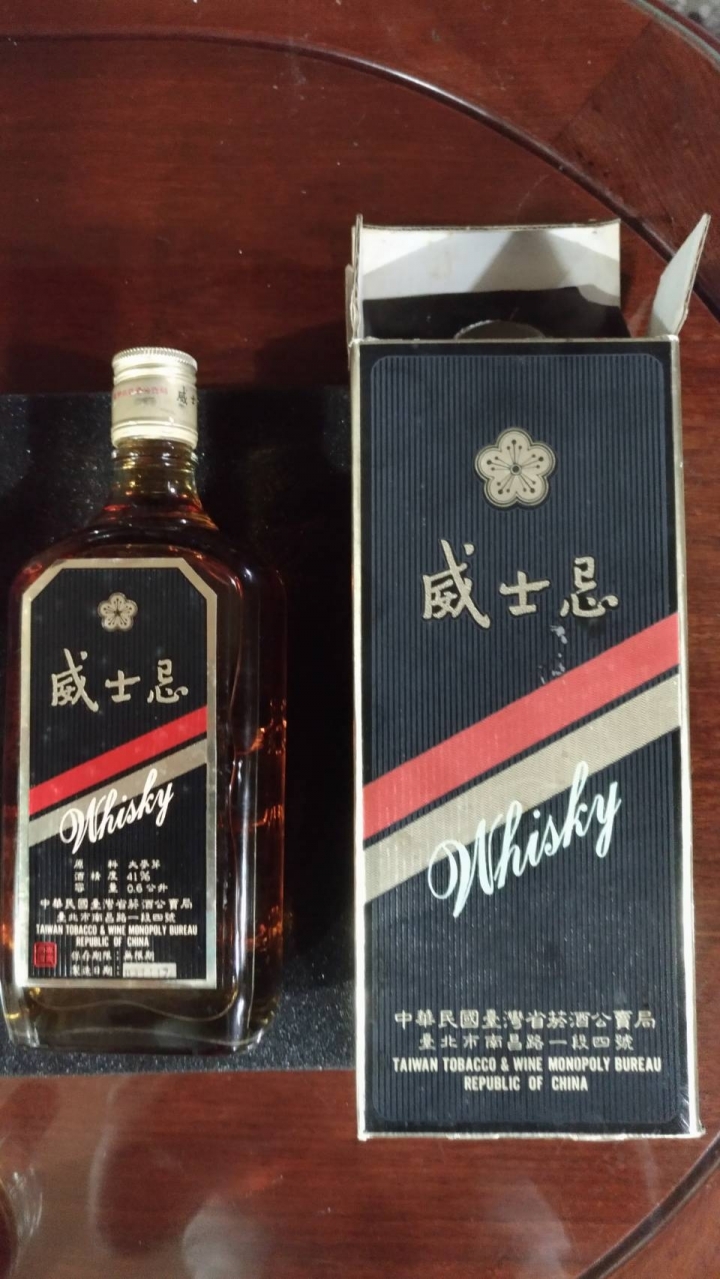 威士
威士忌
Whisky
原料 大麥芽
酒精度 41%
容量 0.6公升
中華民國臺灣省菸酒公賣局
臺北市南昌路一段四號
TAIWAN TOBACCO & WINE MONOPOLY BUREAU
REPUBLIC OF CHINA
保存期限：無限期
製造日期：
威士忌
Whisky
中華民國臺灣省菸酒公賣局
臺北市南昌路一段四號
TAIWAN TOBACCO & WINE MONOPOLY BUREAU
REPUBLIC OF CHINA